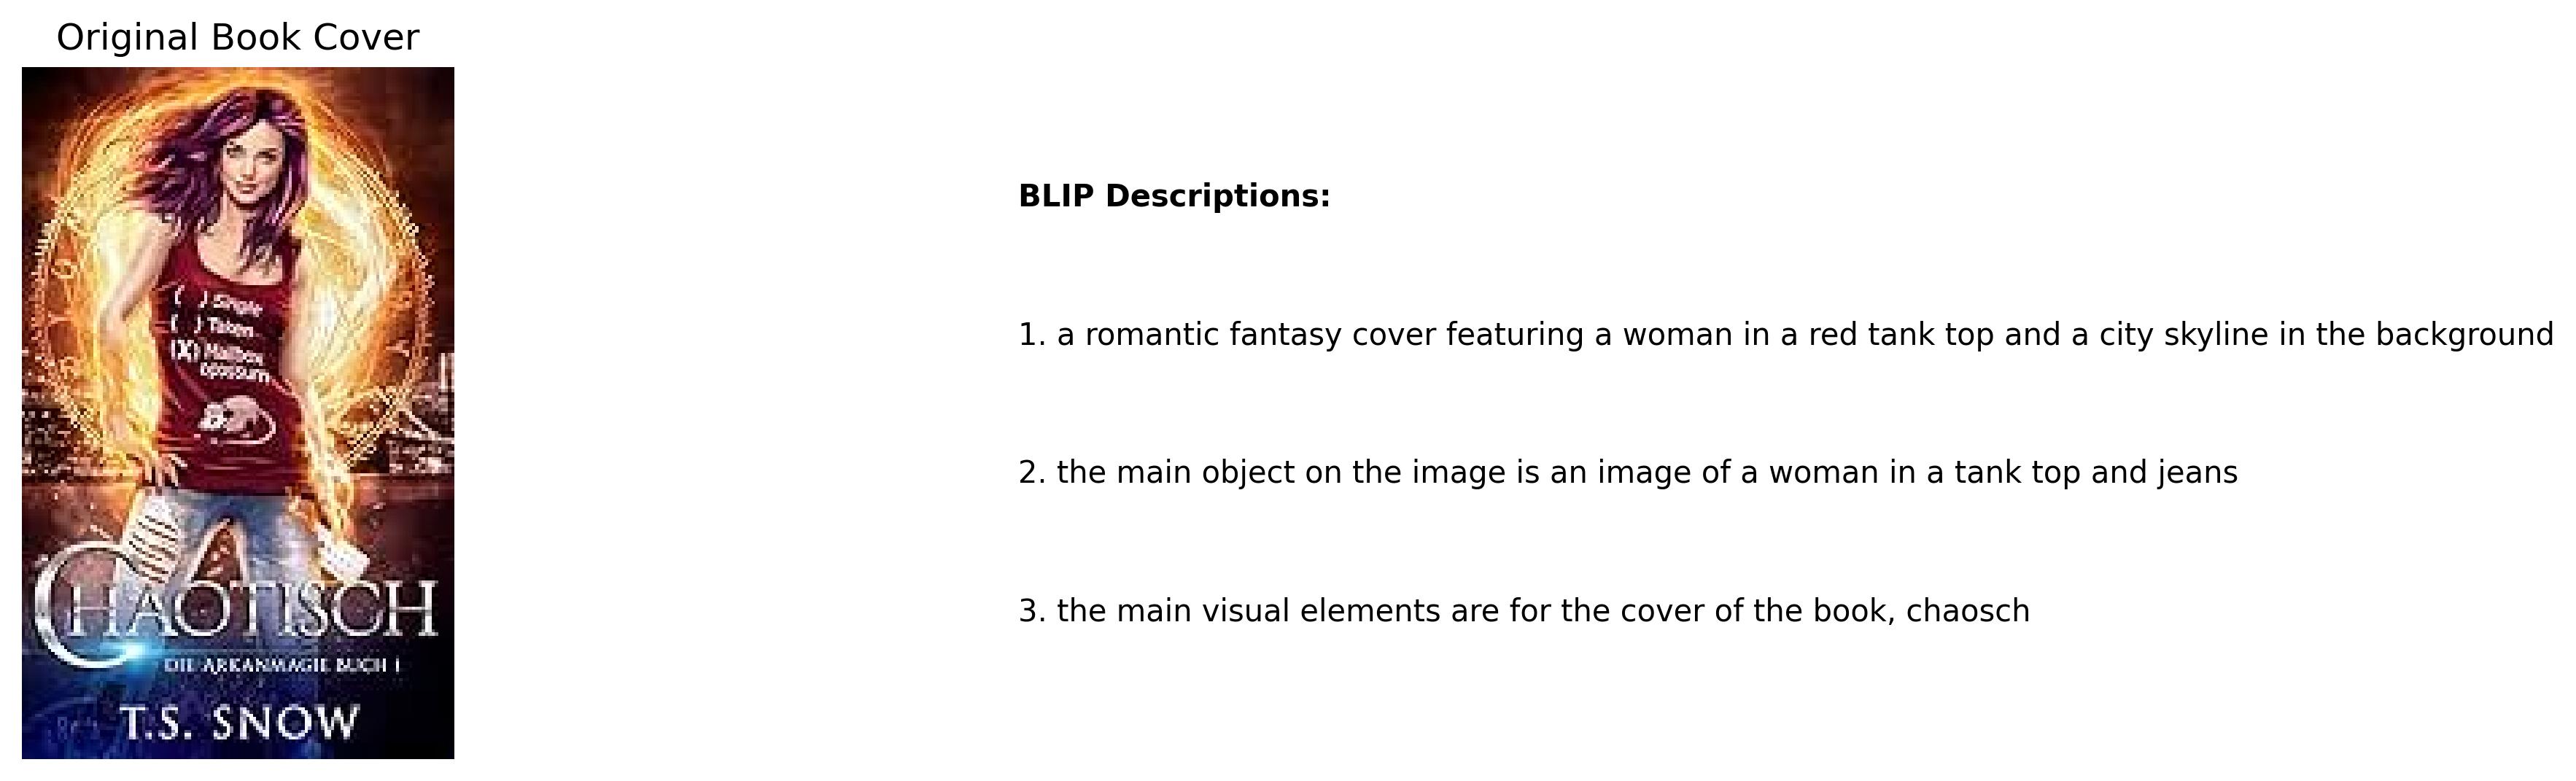 Original Book Cover
( ) Single
( ) Taken
(X) Mailbox
opossum
CHAOTISCH
DIE ARKANMAGIE BUCH 1
T.S. SNOW
BLIP Descriptions:
1. a romantic fantasy cover featuring a woman in a red tank top and a city skyline in the background
2. the main object on the image is an image of a woman in a tank top and jeans
3. the main visual elements are for the cover of the book, chaosch